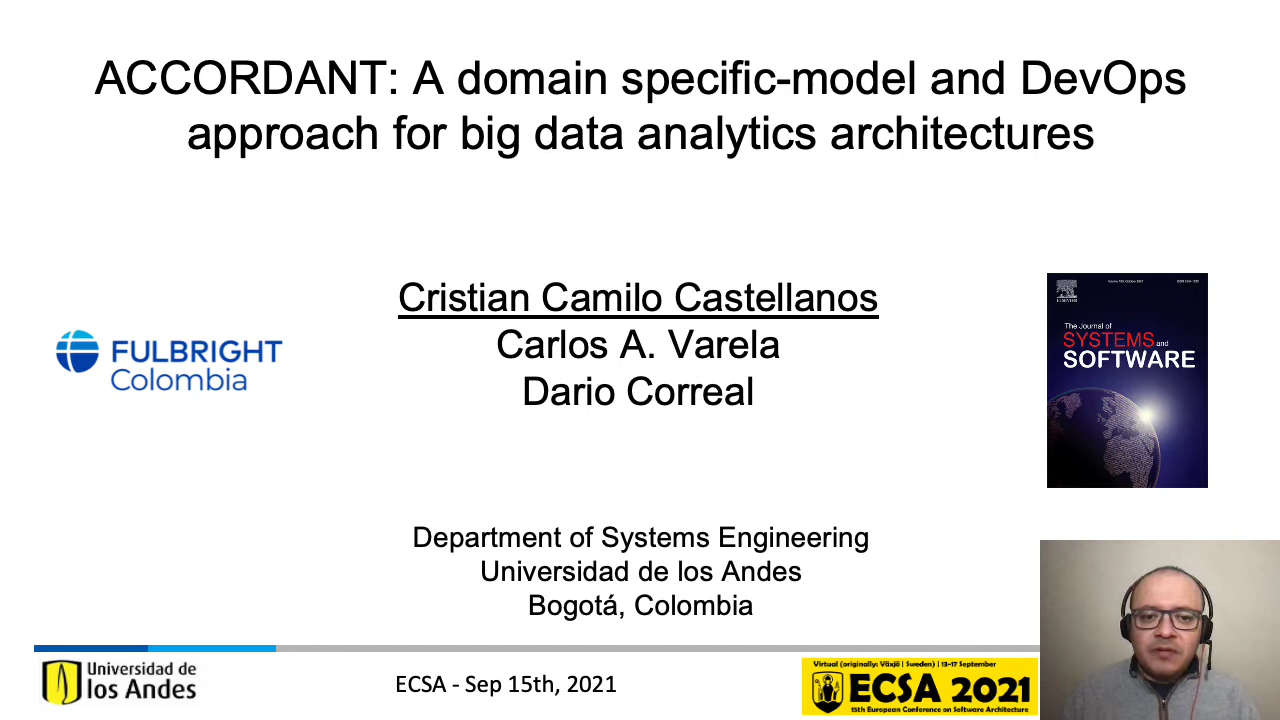 ACCORDANT: A domain specific-model and DevOps
approach for big data analytics architectures
Cristian Camilo Castellanos
Carlos A. Varela
Dario Correal
FULBRIGHT
Colombia
ELSEVIER
The Journal of
SYSTEMS and
SOFTWARE
Department of Systems Engineering
Universidad de los Andes
Bogotá, Colombia
Universidad de
los Andes
ECSA - Sep 15th, 2021
Virtual (originally: Växjö | Sweden) | 13-17 September
ECSA 2021
15th European Conference on Software Architecture